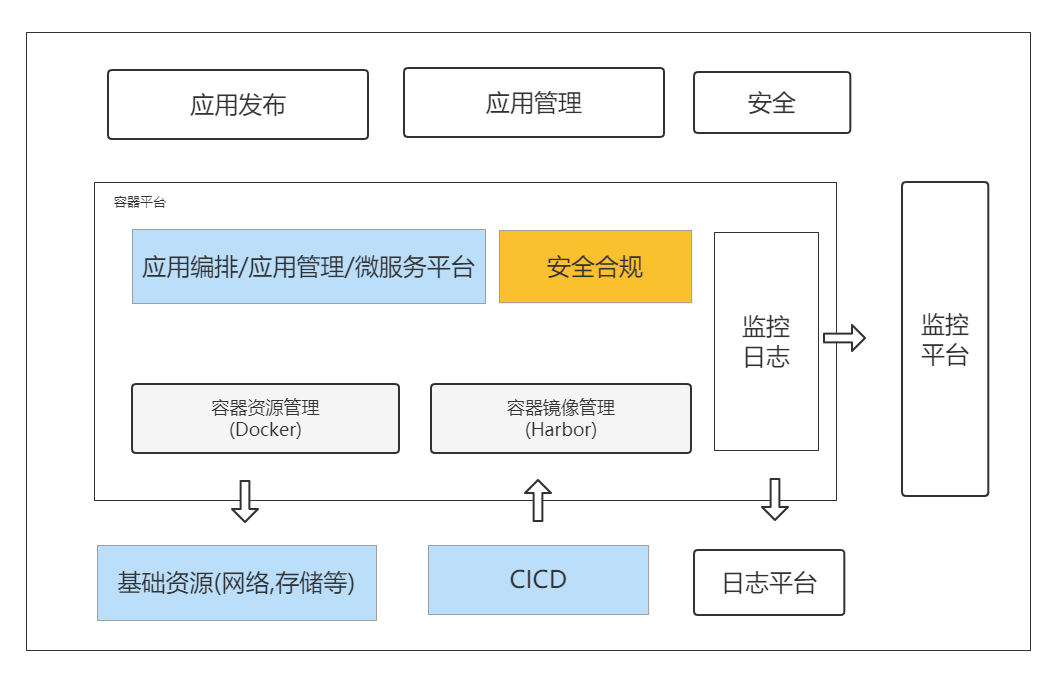 应用发布
应用管理
安全
容器平台
应用编排/应用管理/微服务平台
安全合规
监控
日志
监控
平台
容器资源管理
(Docker)
容器镜像管理
(Harbor)
基础资源(网络,存储等)
CICD
日志平台